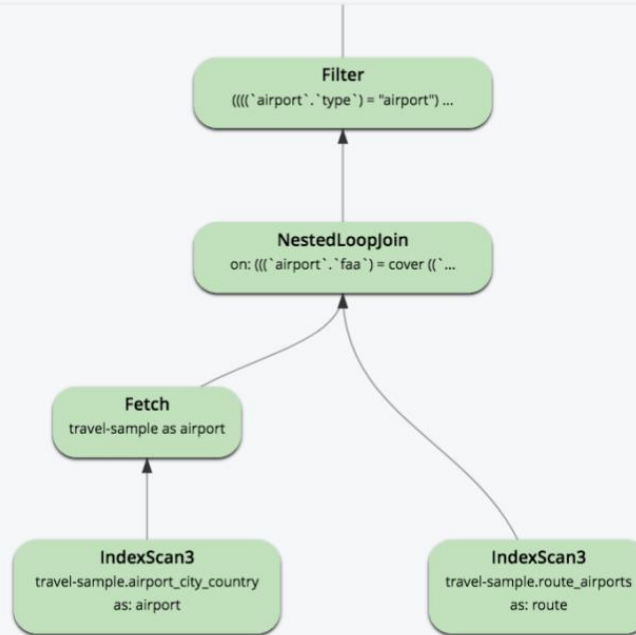 Filter
((((`airport`.`type`) = "airport") ...
NestedLoopJoin
on: (((`airport`.`faa`) = cover ((`...
Fetch
travel-sample as airport
IndexScan3
travel-sample.airport_city_country
as: airport
IndexScan3
travel-sample.route_airports
as: route